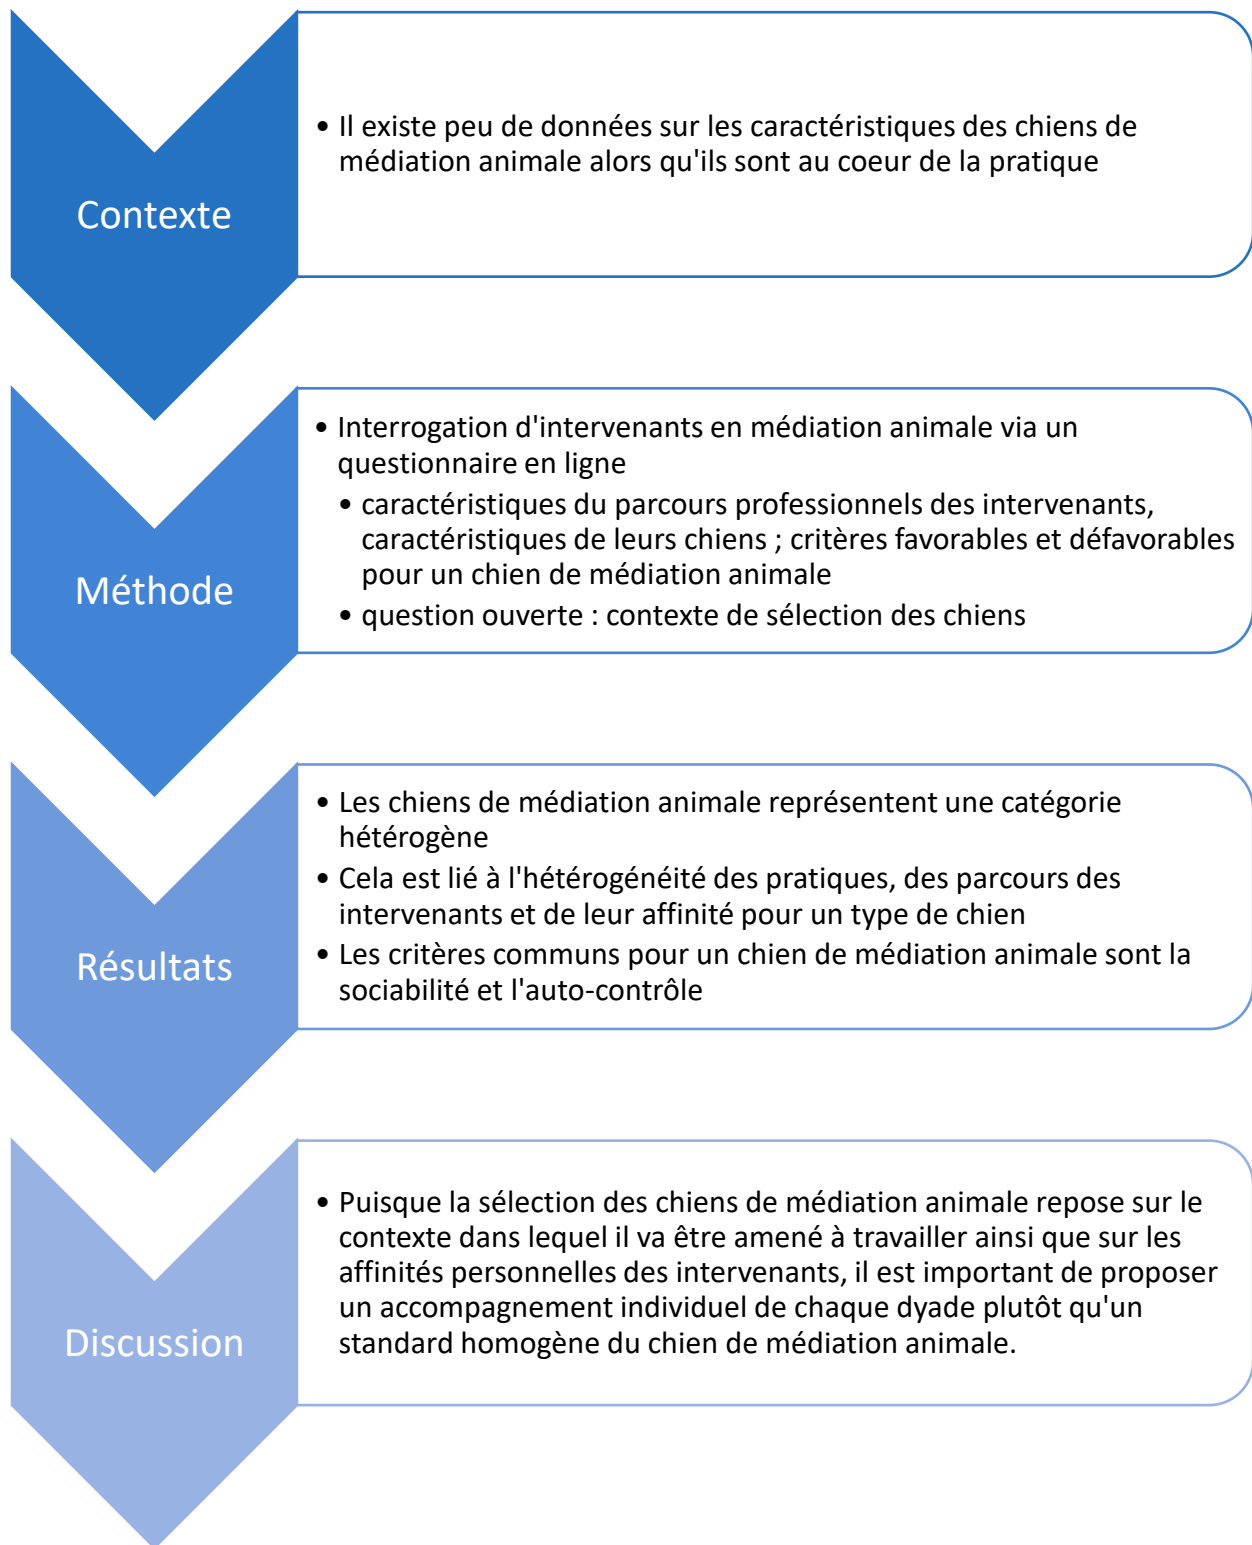 Contexte
• Il existe peu de données sur les caractéristiques des chiens de
médiation animale alors qu'ils sont au coeur de la pratique
Méthode
• Interrogation d'intervenants en médiation animale via un
questionnaire en ligne
• caractéristiques du parcours professionnels des intervenants,
caractéristiques de leurs chiens ; critères favorables et défavorables
pour un chien de médiation animale
• question ouverte : contexte de sélection des chiens
Résultats
• Les chiens de médiation animale représentent une catégorie
hétérogène
• Cela est lié à l'hétérogénéité des pratiques, des parcours des
intervenants et de leur affinité pour un type de chien
• Les critères communs pour un chien de médiation animale sont la
sociabilité et l'auto-contrôle
Discussion
• Puisque la sélection des chiens de médiation animale repose sur le
contexte dans lequel il va être amené à travailler ainsi que sur les
affinités personnelles des intervenants, il est important de proposer
un accompagnement individuel de chaque dyade plutôt qu'un
standard homogène du chien de médiation animale.